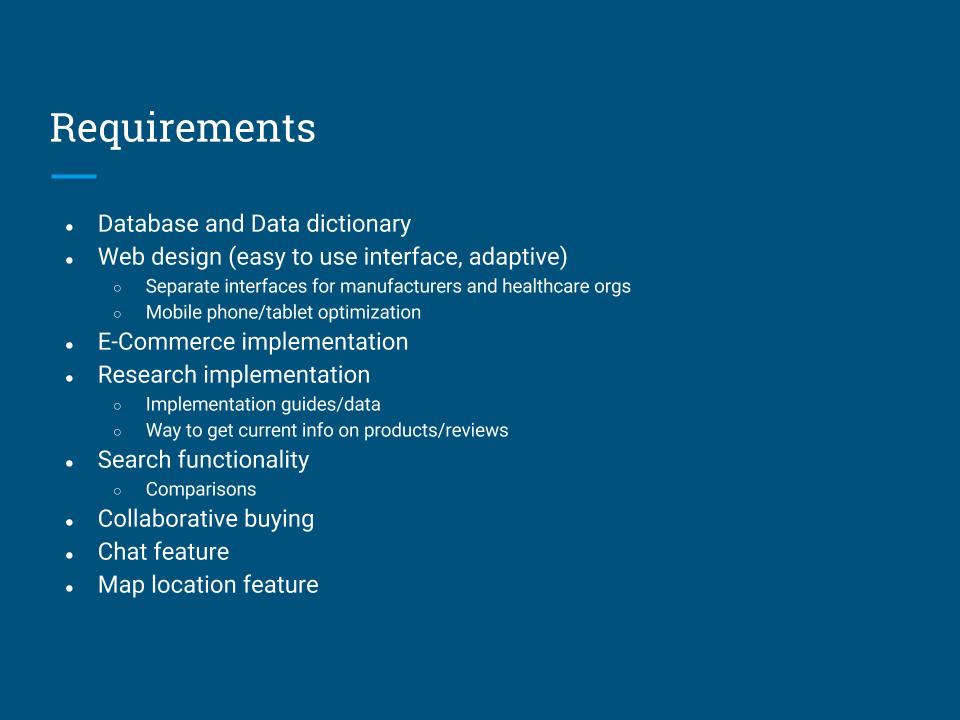 Requirements
● Database and Data dictionary
● Web design (easy to use interface, adaptive)
○ Separate interfaces for manufacturers and healthcare orgs
○ Mobile phone/tablet optimization
● E-Commerce implementation
● Research implementation
○ Implementation guides/data
○ Way to get current info on products/reviews
● Search functionality
○ Comparisons
● Collaborative buying
● Chat feature
● Map location feature